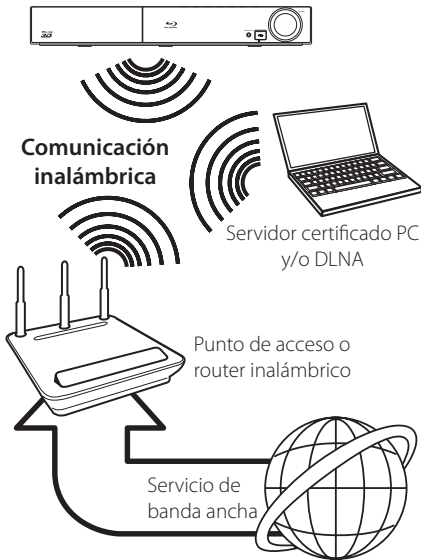 Comunicación
inalámbrica
Servidor certificado PC
y/o DLNA
Punto de acceso o
router inalámbrico
Servicio de
banda ancha